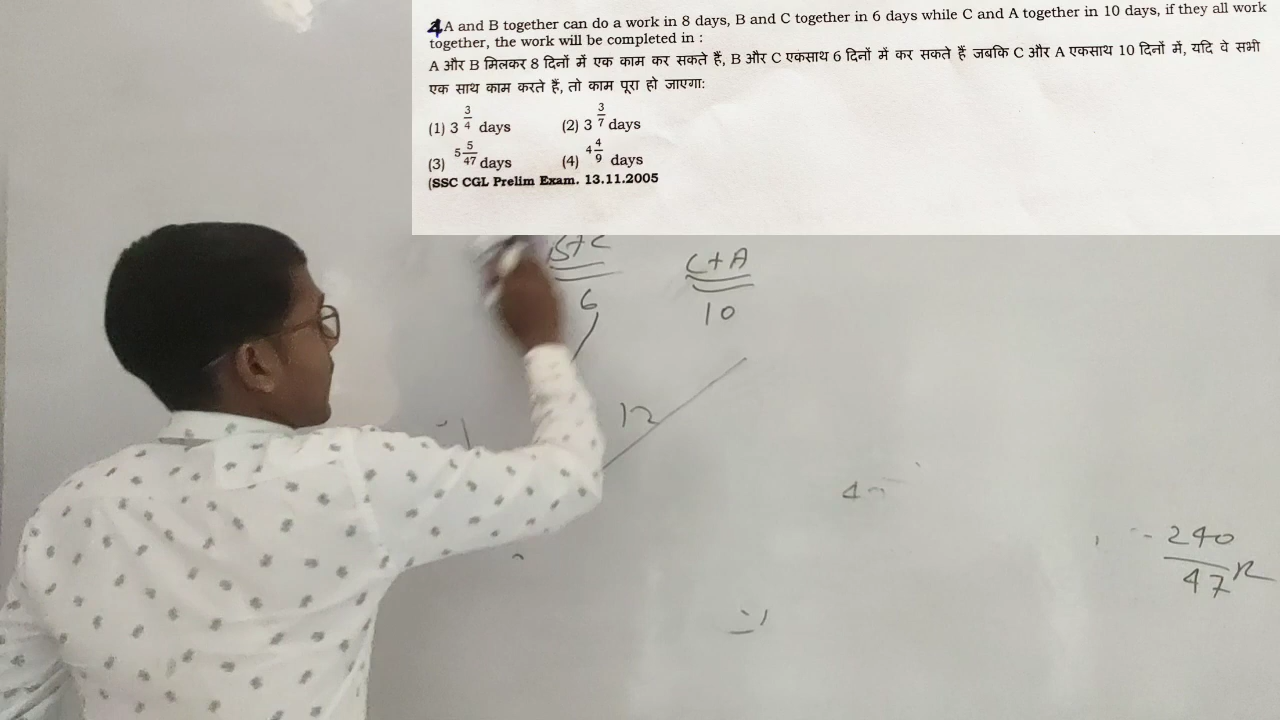 4 A and B together can do a work in 8 days, B and C together in 6 days while C and A together in 10 days, if they all work
together, the work will be completed in :
A और B मिलकर 8 दिनों में एक काम कर सकते हैं, B और C एकसाथ 6 दिनों में कर सकते हैं जबकि C और A एकसाथ 10 दिनों में, यदि वे सभी
एक साथ काम करते हैं, तो काम पूरा हो जाएगा:
(1) 3 3/4 days (2) 3 3/7 days
(3) 5 5/47 days (4) 4 4/9 days
(SSC CGL Prelim Exam. 13.11.2005
B+C C+A
6 10
12
240
47